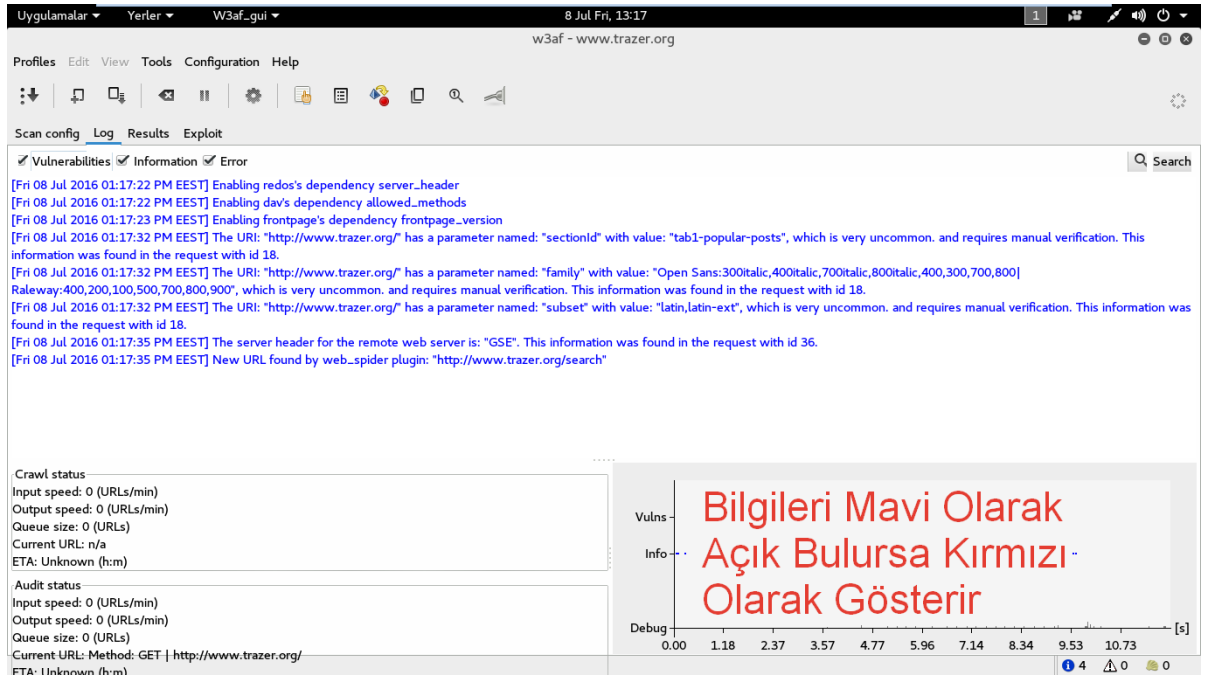 Uygulamalar Yerler W3af_gui 8 Jul Fri, 13:17 1
w3af - www.trazer.org
Profiles Edit View Tools Configuration Help
Scan config Log Results Exploit
Vulnerabilities Information Error Search
[Fri 08 Jul 2016 01:17:22 PM EEST] Enabling redos's dependency server_header
[Fri 08 Jul 2016 01:17:22 PM EEST] Enabling dav's dependency allowed_methods
[Fri 08 Jul 2016 01:17:23 PM EEST] Enabling frontpage's dependency frontpage_version
[Fri 08 Jul 2016 01:17:32 PM EEST] The URI: "http://www.trazer.org/" has a parameter named: "sectionId" with value: "tab1-popular-posts", which is very uncommon. and requires manual verification. This
information was found in the request with id 18.
[Fri 08 Jul 2016 01:17:32 PM EEST] The URI: "http://www.trazer.org/" has a parameter named: "family" with value: "Open Sans:300italic,400italic,700italic,800italic,400,300,700,800|
Raleway:400,200,100,500,700,800,900", which is very uncommon. and requires manual verification. This information was found in the request with id 18.
[Fri 08 Jul 2016 01:17:32 PM EEST] The URI: "http://www.trazer.org/" has a parameter named: "subset" with value: "latin,latin-ext", which is very uncommon. and requires manual verification. This information was
found in the request with id 18.
[Fri 08 Jul 2016 01:17:35 PM EEST] The server header for the remote web server is: "GSE". This information was found in the request with id 36.
[Fri 08 Jul 2016 01:17:35 PM EEST] New URL found by web_spider plugin: "http://www.trazer.org/search"
Crawl status
Input speed: 0 (URLs/min)
Output speed: 0 (URLs/min)
Queue size: 0 (URLs)
Current URL: n/a
ETA: Unknown (h:m)
Audit status
Input speed: 0 (URLs/min)
Output speed: 0 (URLs/min)
Queue size: 0 (URLs)
Current URL: Method: GET | http://www.trazer.org/
ETA: Unknown (h:m)
Vulns
Info
Debug
Bilgileri Mavi Olarak
Açık Bulursa Kırmızı
Olarak Gösterir
[s]
0.00 1.18 2.37 3.57 4.77 5.96 7.14 8.34 9.53 10.73
4 0 0